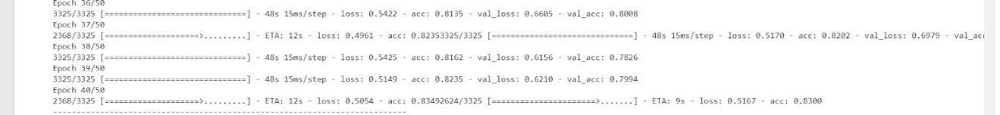 Epoch 36/50
3325/3325 [==============================] - 48s 15ms/step - loss: 0.5422 - acc: 0.8135 - val_loss: 0.6605 - val_acc: 0.8008
Epoch 37/50
2368/3325 [====================>.........] - ETA: 12s - loss: 0.4961 - acc: 0.82353325/3325 [==============================] - 48s 15ms/step - loss: 0.5170 - acc: 0.8202 - val_loss: 0.6979 - val_acc
Epoch 38/50
3325/3325 [==============================] - 48s 15ms/step - loss: 0.5425 - acc: 0.8162 - val_loss: 0.6156 - val_acc: 0.7826
Epoch 39/50
3325/3325 [==============================] - 48s 15ms/step - loss: 0.5149 - acc: 0.8235 - val_loss: 0.6210 - val_acc: 0.7994
Epoch 40/50
2368/3325 [====================>.........] - ETA: 12s - loss: 0.5054 - acc: 0.83492624/3325 [======================>.......] - ETA: 9s - loss: 0.5167 - acc: 0.8300
---------------------------------------------------------------------------